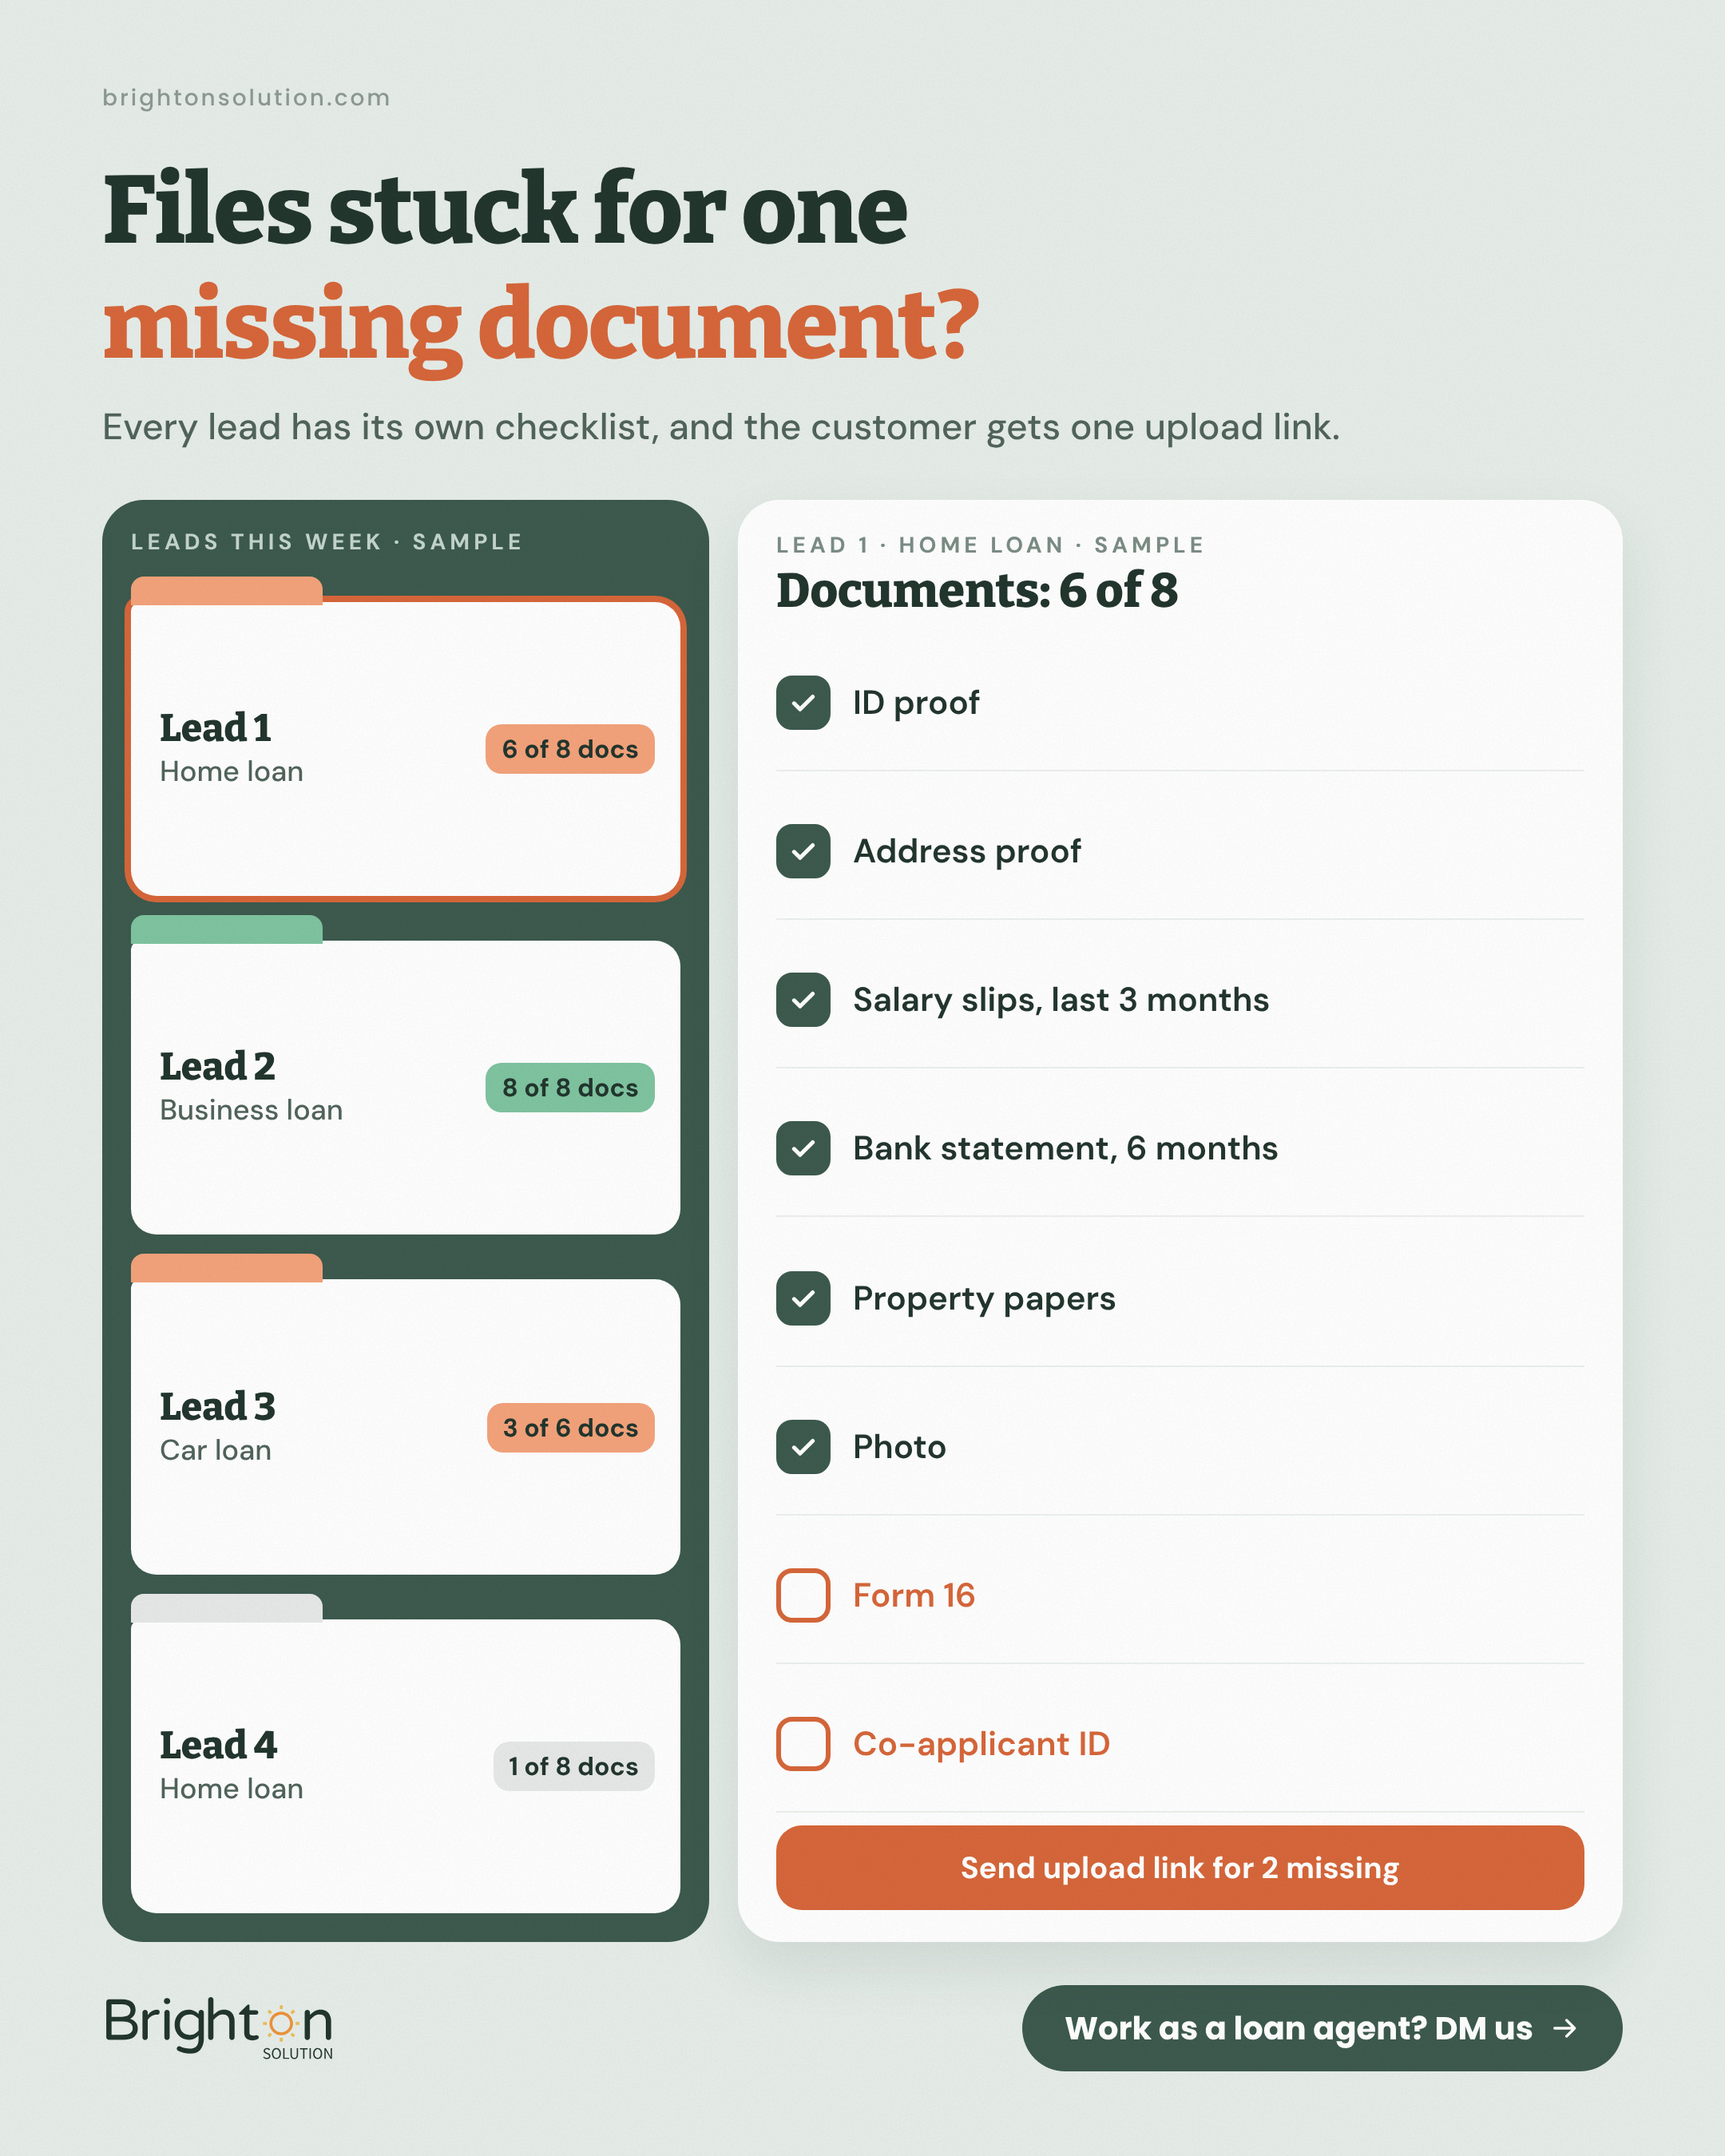 brightonsolution.com
Files stuck for one
missing document?
Every lead has its own checklist, and the customer gets one upload link.
LEADS THIS WEEK · SAMPLE
Lead 1
Home loan
6 of 8 docs
Lead 2
Business loan
8 of 8 docs
Lead 3
Car loan
3 of 6 docs
Lead 4
Home loan
1 of 8 docs
LEAD 1 · HOME LOAN · SAMPLE
Documents: 6 of 8
ID proof
Address proof
Salary slips, last 3 months
Bank statement, 6 months
Property papers
Photo
Form 16
Co-applicant ID
Send upload link for 2 missing
Brighton
SOLUTION
Work as a loan agent? DM us →